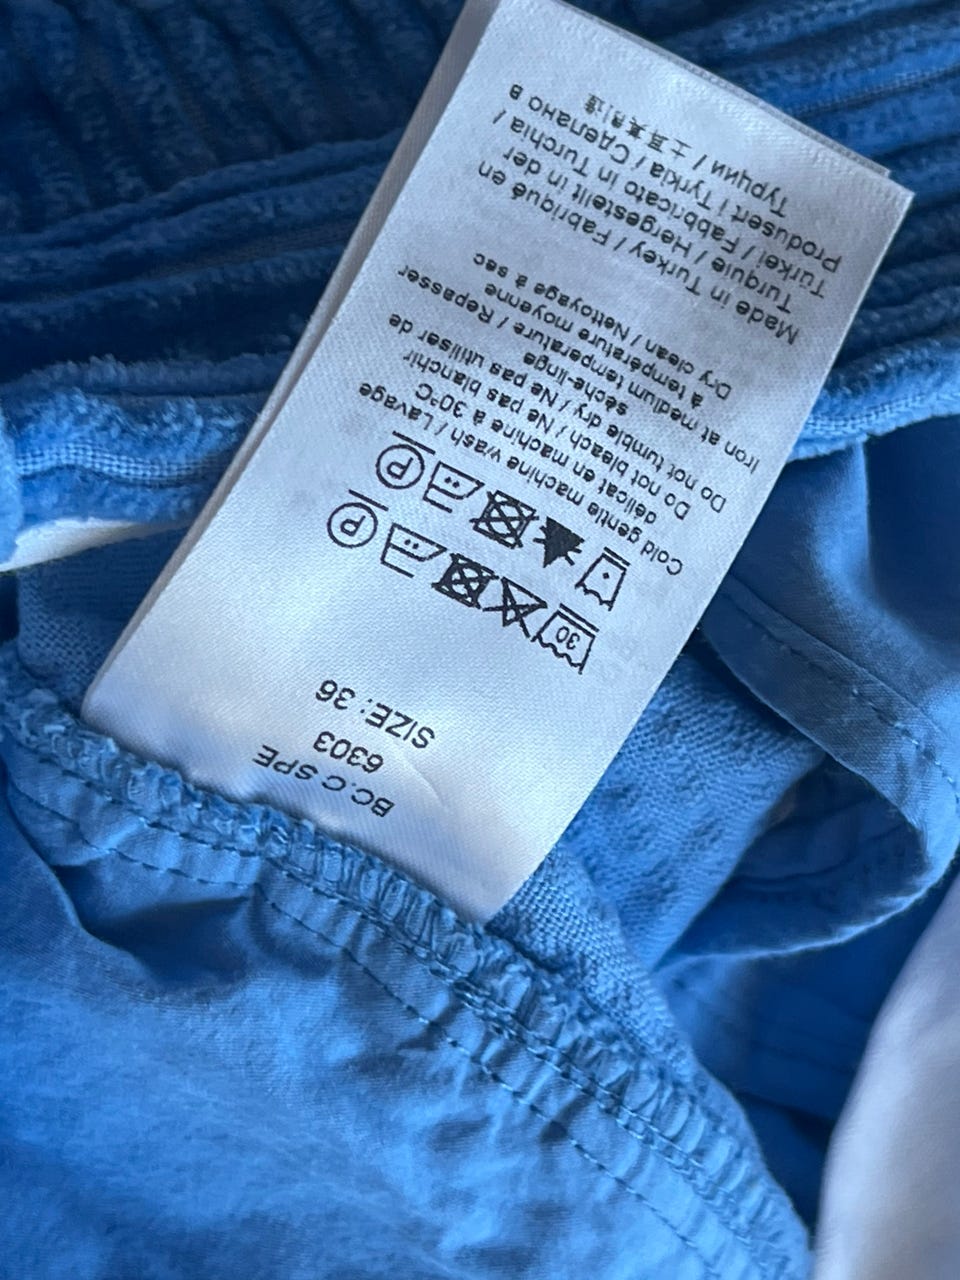 BC.C SPE
6303
SIZE: 36
30 P
P
Cold gentle machine wash / Lavage
délicat en machine à 30°C
Do not bleach / Ne pas blanchir
Do not tumble dry / Ne pas utiliser de
sèche-linge
Iron at medium temperature / Repasser
à température moyenne
Dry clean / Nettoyage à sec
Made in Turkey / Fabriqué en
Turquie / Hergestellt in der
Türkei / Fabbricato in Turchia /
Produsert i Tyrkia / Сделано в
Турции / 土耳其制造